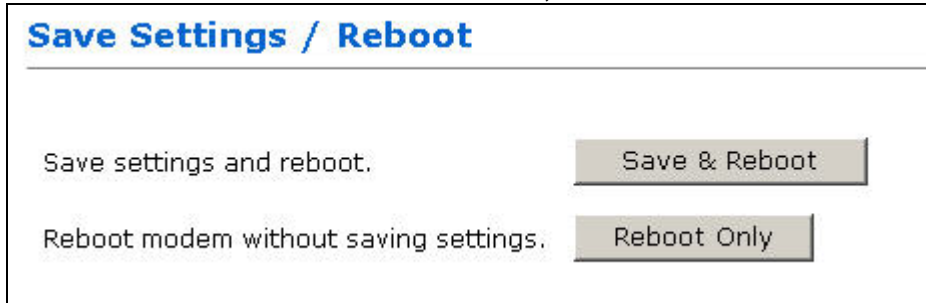 Save Settings / Reboot
Save settings and reboot. Save & Reboot
Reboot modem without saving settings. Reboot Only